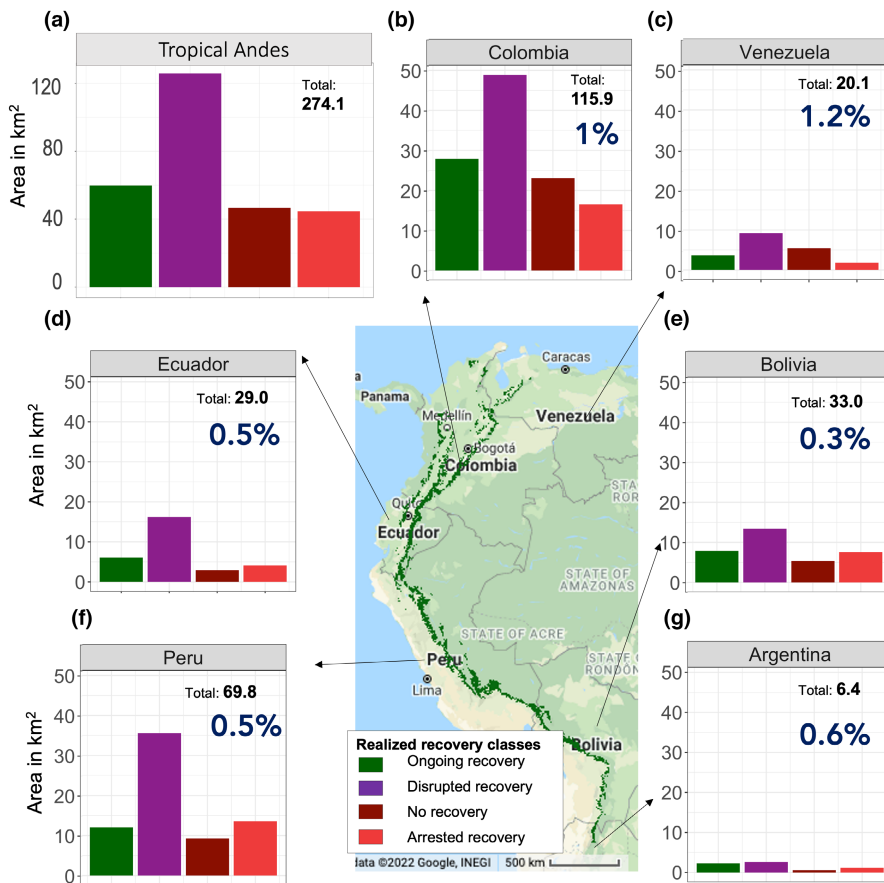 (a)
Tropical Andes
Area in km²
120
80
40
0
Total:
274.1
(b)
Colombia
50
40
30
20
10
0
Total:
115.9
1%
(c)
Venezuela
50
40
30
20
10
0
Total: 20.1
1.2%
(d)
Ecuador
Area in km²
50
40
30
20
10
0
Total: 29.0
0.5%
(e)
Bolivia
50
40
30
20
10
0
Total: 33.0
0.3%
(f)
Peru
Area in km²
50
40
30
20
10
0
Total: 69.8
0.5%
(g)
Argentina
50
40
30
20
10
0
Total: 6.4
0.6%
a
Caracas
Panama
Medellín
Venezuela
Bogotá
Colombia
STA
ROR
Quito
Ecuador
STATE OF
AMAZONAS
STATE OF ACRE
Peru
STATE OF
RONDÔN
Lima
Bolivia
Realized recovery classes
Ongoing recovery
Disrupted recovery
No recovery
Arrested recovery
data ©2022 Google, INEGI
500 km